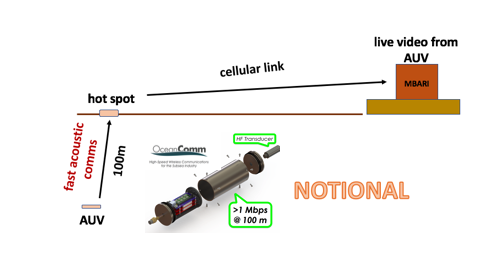 live video from
AUV
cellular link
MBARI
hot spot
fast acoustic
comms
100m
AUV
OceanComm
High Speed Wireless Communications
for the Subsea Industry
HF Transducer
>1 Mbps
@ 100 m
NOTIONAL